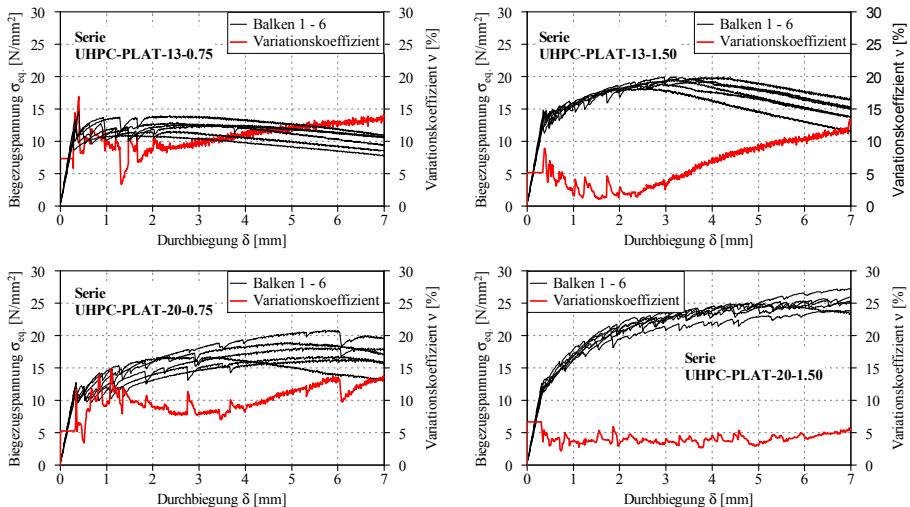 Biegezugspannung σeq. [N/mm²]
30
25
20
15
10
5
0
Serie
UHPC-PLAT-13-0.75
Balken 1 - 6
Variationskoeffizient
30
25
20
15
10
5
0
Variationskoeffizient ν [%]
0 1 2 3 4 5 6 7
Durchbiegung δ [mm]
Biegezugspannung σeq. [N/mm²]
30
25
20
15
10
5
0
Serie
UHPC-PLAT-13-1.50
Balken 1 - 6
Variationskoeffizient
30
25
20
15
10
5
0
Variationskoeffizient ν [%]
0 1 2 3 4 5 6 7
Durchbiegung δ [mm]
Biegezugspannung σeq. [N/mm²]
30
25
20
15
10
5
0
Serie
UHPC-PLAT-20-0.75
Balken 1 - 6
Variationskoeffizient
30
25
20
15
10
5
0
Variationskoeffizient ν [%]
0 1 2 3 4 5 6 7
Durchbiegung δ [mm]
Biegezugspannung σeq. [N/mm²]
30
25
20
15
10
5
0
Balken 1 - 6
Variationskoeffizient
Serie
UHPC-PLAT-20-1.50
30
25
20
15
10
5
0
Variationskoeffizient ν [%]
0 1 2 3 4 5 6 7
Durchbiegung δ [mm]